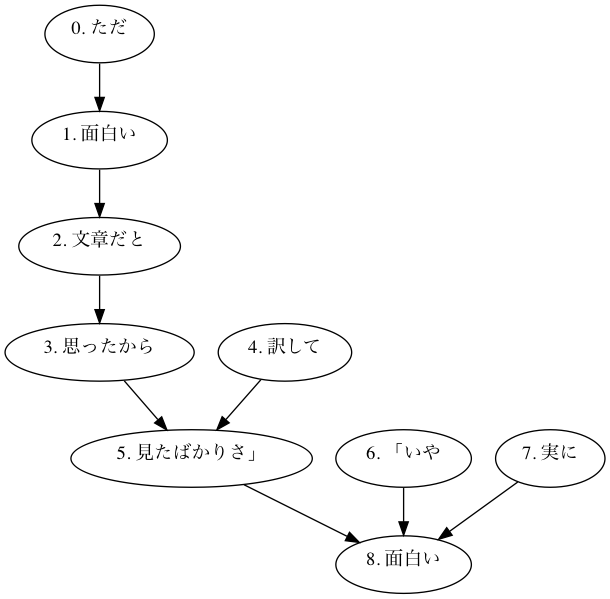 0. ただ
1. 面白い
2. 文章だと
3. 思ったから
4. 訳して
5. 見たばかりさ」
6. 「いや
7. 実に
8. 面白い